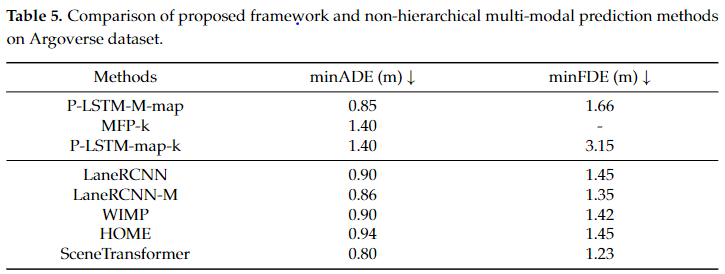 Table 5. Comparison of proposed framework and non-hierarchical multi-modal prediction methods
on Argoverse dataset.
Methods minADE (m) ↓ minFDE (m) ↓
P-LSTM-M-map 0.85 1.66
MFP-k 1.40 -
P-LSTM-map-k 1.40 3.15
LaneRCNN 0.90 1.45
LaneRCNN-M 0.86 1.35
WIMP 0.90 1.42
HOME 0.94 1.45
SceneTransformer 0.80 1.23